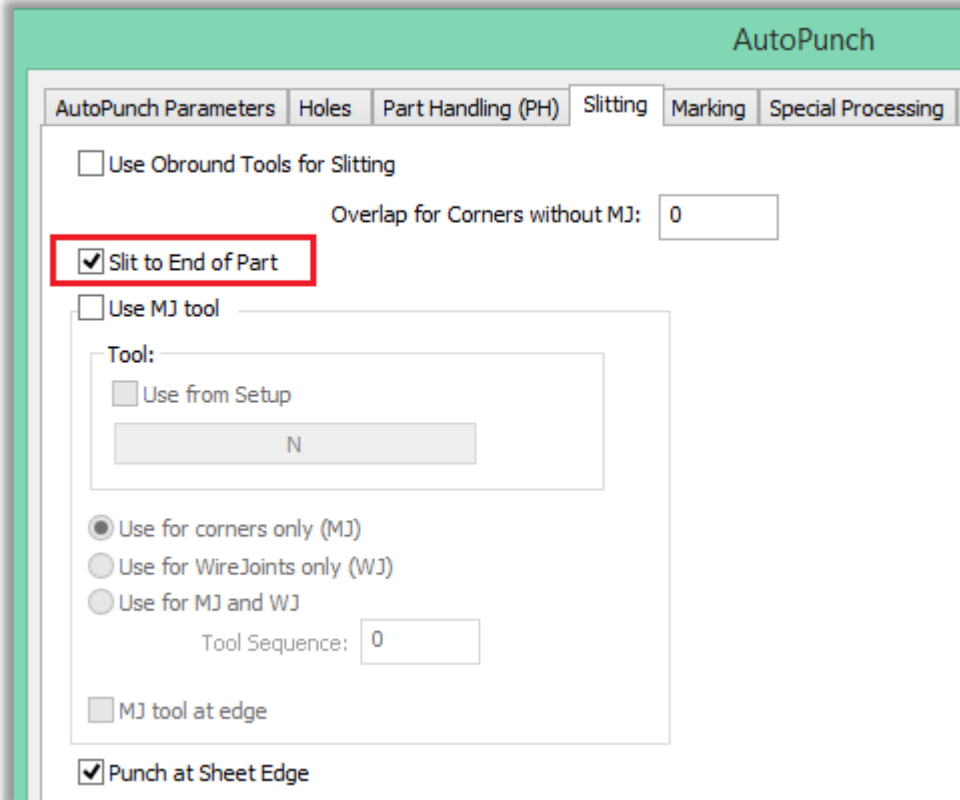 AutoPunch
AutoPunch Parameters Holes Part Handling (PH) Slitting Marking Special Processing
Use Obround Tools for Slitting
Overlap for Corners without MJ: 0
Slit to End of Part
Use MJ tool
Tool:
Use from Setup
N
Use for corners only (MJ)
Use for WireJoints only (WJ)
Use for MJ and WJ
Tool Sequence: 0
MJ tool at edge
Punch at Sheet Edge